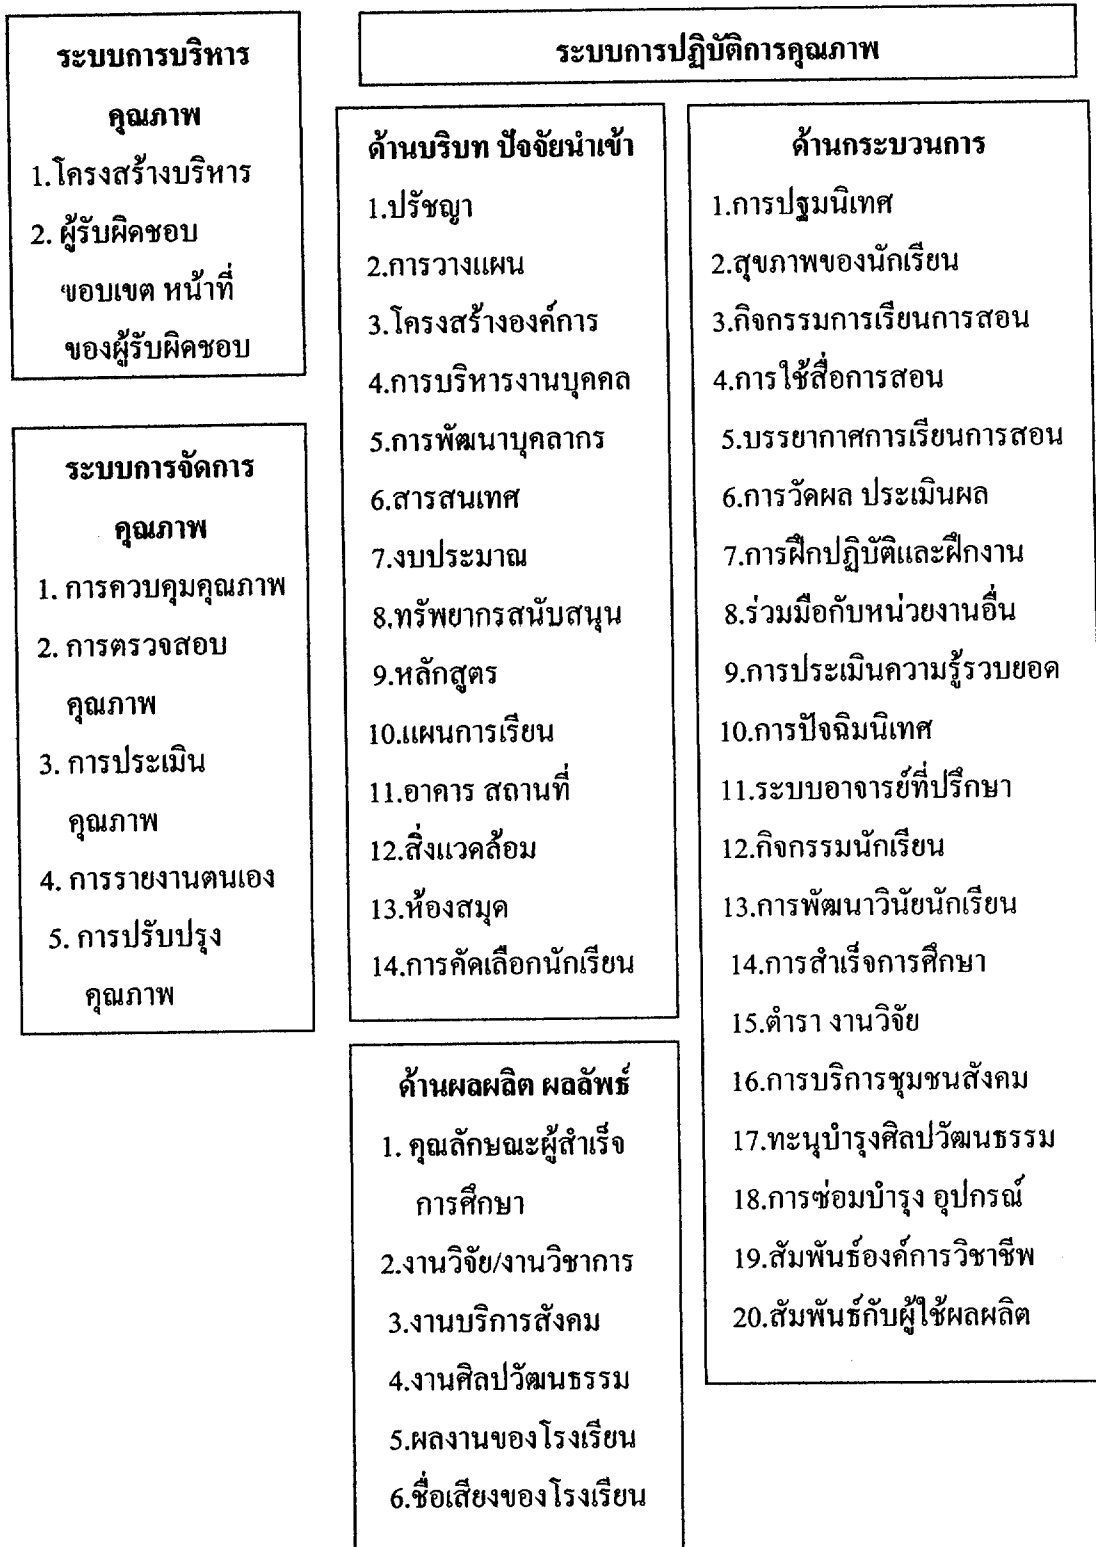 ระบบการบริหาร
คุณภาพ
1.โครงสร้างบริหาร
2. ผู้รับผิดชอบ
ขอบเขต หน้าที่
ของผู้รับผิดชอบ
ระบบการจัดการ
คุณภาพ
1. การควบคุมคุณภาพ
2. การตรวจสอบ
คุณภาพ
3. การประเมิน
คุณภาพ
4. การรายงานตนเอง
5. การปรับปรุง
คุณภาพ
ระบบการปฏิบัติการคุณภาพ
ด้านบริบท ปัจจัยนำเข้า
1.ปรัชญา
2.การวางแผน
3.โครงสร้างองค์การ
4.การบริหารงานบุคคล
5.การพัฒนาบุคลากร
6.สารสนเทศ
7.งบประมาณ
8.ทรัพยากรสนับสนุน
9.หลักสูตร
10.แผนการเรียน
11.อาคาร สถานที่
12.สิ่งแวดล้อม
13.ห้องสมุด
14.การคัดเลือกนักเรียน
ด้านผลผลิต ผลลัพธ์
1. คุณลักษณะผู้สำเร็จ
การศึกษา
2.งานวิจัย/งานวิชาการ
3.งานบริการสังคม
4.งานศิลปวัฒนธรรม
5.ผลงานของโรงเรียน
6.ชื่อเสียงของโรงเรียน
ด้านกระบวนการ
1.การปฐมนิเทศ
2.สุขภาพของนักเรียน
3.กิจกรรมการเรียนการสอน
4.การใช้สื่อการสอน
5.บรรยากาศการเรียนการสอน
6.การวัดผล ประเมินผล
7.การฝึกปฏิบัติและฝึกงาน
8.ร่วมมือกับหน่วยงานอื่น
9.การประเมินความรู้รวบยอด
10.การปัจฉิมนิเทศ
11.ระบบอาจารย์ที่ปรึกษา
12.กิจกรรมนักเรียน
13.การพัฒนาวินัยนักเรียน
14.การสำเร็จการศึกษา
15.ตำรา งานวิจัย
16.การบริการชุมชนสังคม
17.ทะนุบำรุงศิลปวัฒนธรรม
18.การซ่อมบำรุง อุปกรณ์
19.สัมพันธ์องค์การวิชาชีพ
20.สัมพันธ์กับผู้ใช้ผลผลิต